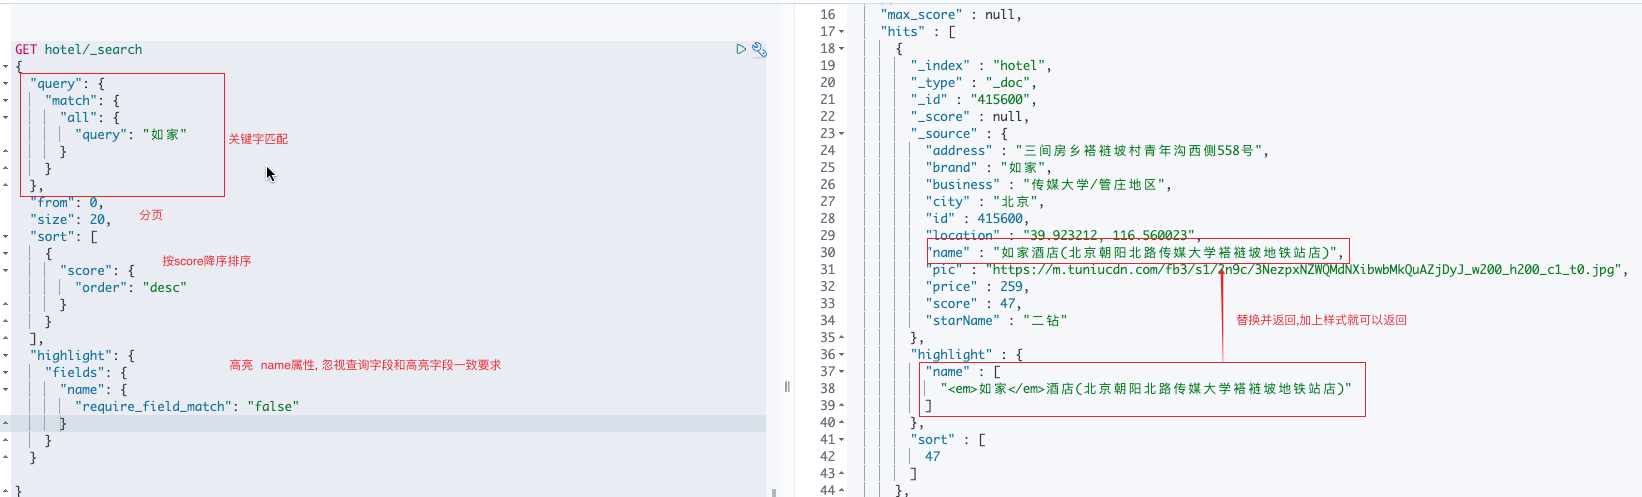 GET hotel/_search
{
"query": {
"match": {
"all": {
"query": "如家"
}
}
},
关键字匹配
"from": 0,
"size": 20,
分页
"sort": [
{
"score": {
"order": "desc"
}
}
],
按score降序排序
"highlight": {
"fields": {
"name": {
"require_field_match": "false"
}
}
}
}
高亮 name属性, 忽视查询字段和高亮字段一致要求
16 "max_score" : null,
17 "hits" : [
18 {
19 "_index" : "hotel",
20 "_type" : "_doc",
21 "_id" : "415600",
22 "_score" : null,
23 "_source" : {
24 "address" : "三间房乡褡裢坡村青年沟西侧558号",
25 "brand" : "如家",
26 "business" : "传媒大学/管庄地区",
27 "city" : "北京",
28 "id" : 415600,
29 "location" : "39.923212, 116.560023",
30 "name" : "如家酒店(北京朝阳北路传媒大学褡裢坡地铁站店)",
31 "pic" : "https://m.tuniucdn.com/fb3/s1/2n9c/3NezpxNZWQMdNXibwbMkQuAZjDyJ_w200_h200_c1_t0.jpg",
32 "price" : 259,
33 "score" : 47,
34 "starName" : "二钻"
替换并返回,加上样式就可以返回
35 },
36 "highlight" : {
37 "name" : [
38 "<em>如家</em>酒店(北京朝阳北路传媒大学褡裢坡地铁站店)"
39 ]
40 },
41 "sort" : [
42 47
43 ]
44 },